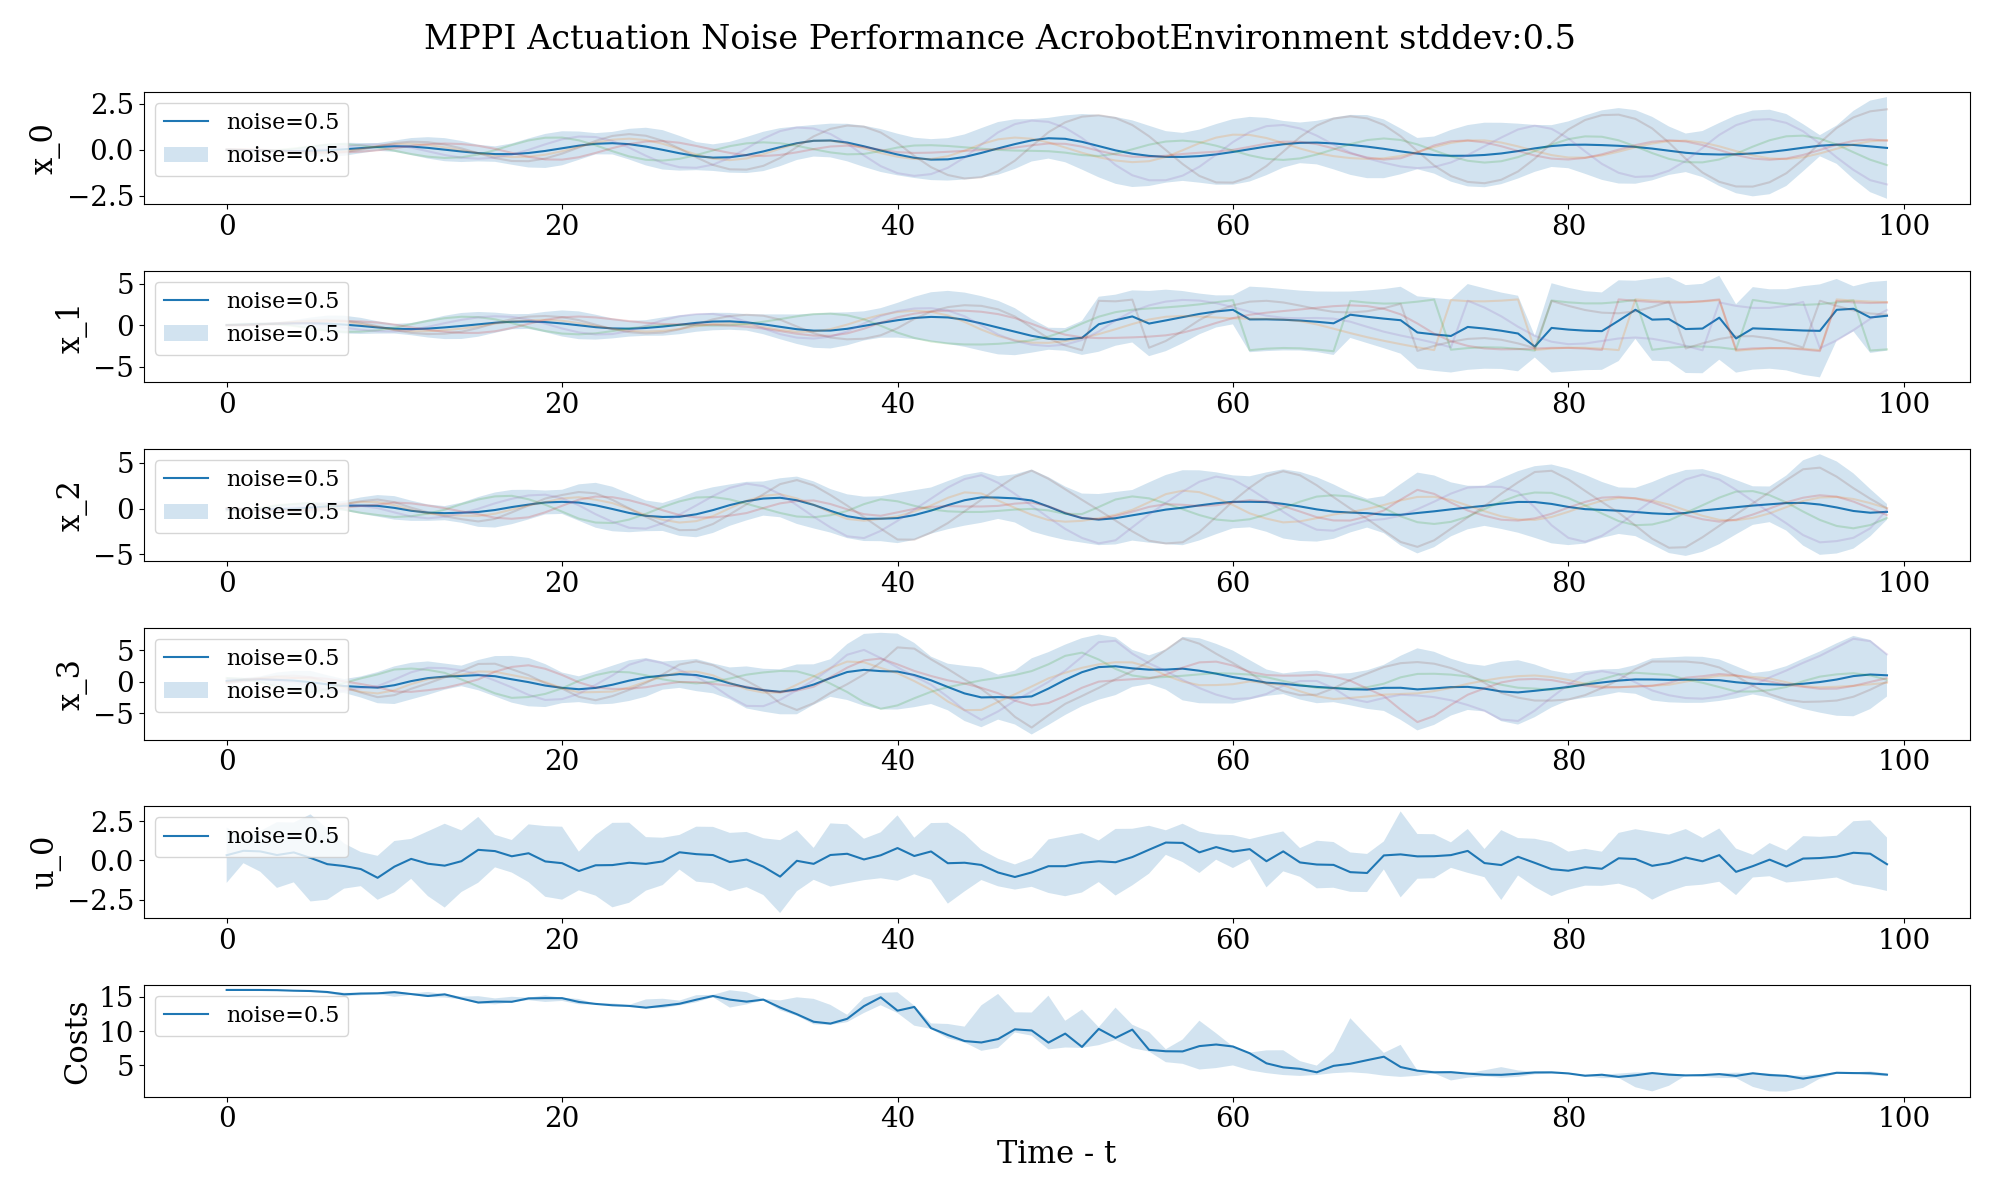 MPPI Actuation Noise Performance AcrobotEnvironment stddev:0.5
x_0
2.5
0.0
−2.5
noise=0.5
noise=0.5
0 20 40 60 80 100
x_1
5
0
−5
noise=0.5
noise=0.5
0 20 40 60 80 100
x_2
5
0
−5
noise=0.5
noise=0.5
0 20 40 60 80 100
x_3
5
0
−5
noise=0.5
noise=0.5
0 20 40 60 80 100
u_0
2.5
0.0
−2.5
noise=0.5
0 20 40 60 80 100
Costs
15
10
5
noise=0.5
0 20 40 60 80 100
Time - t